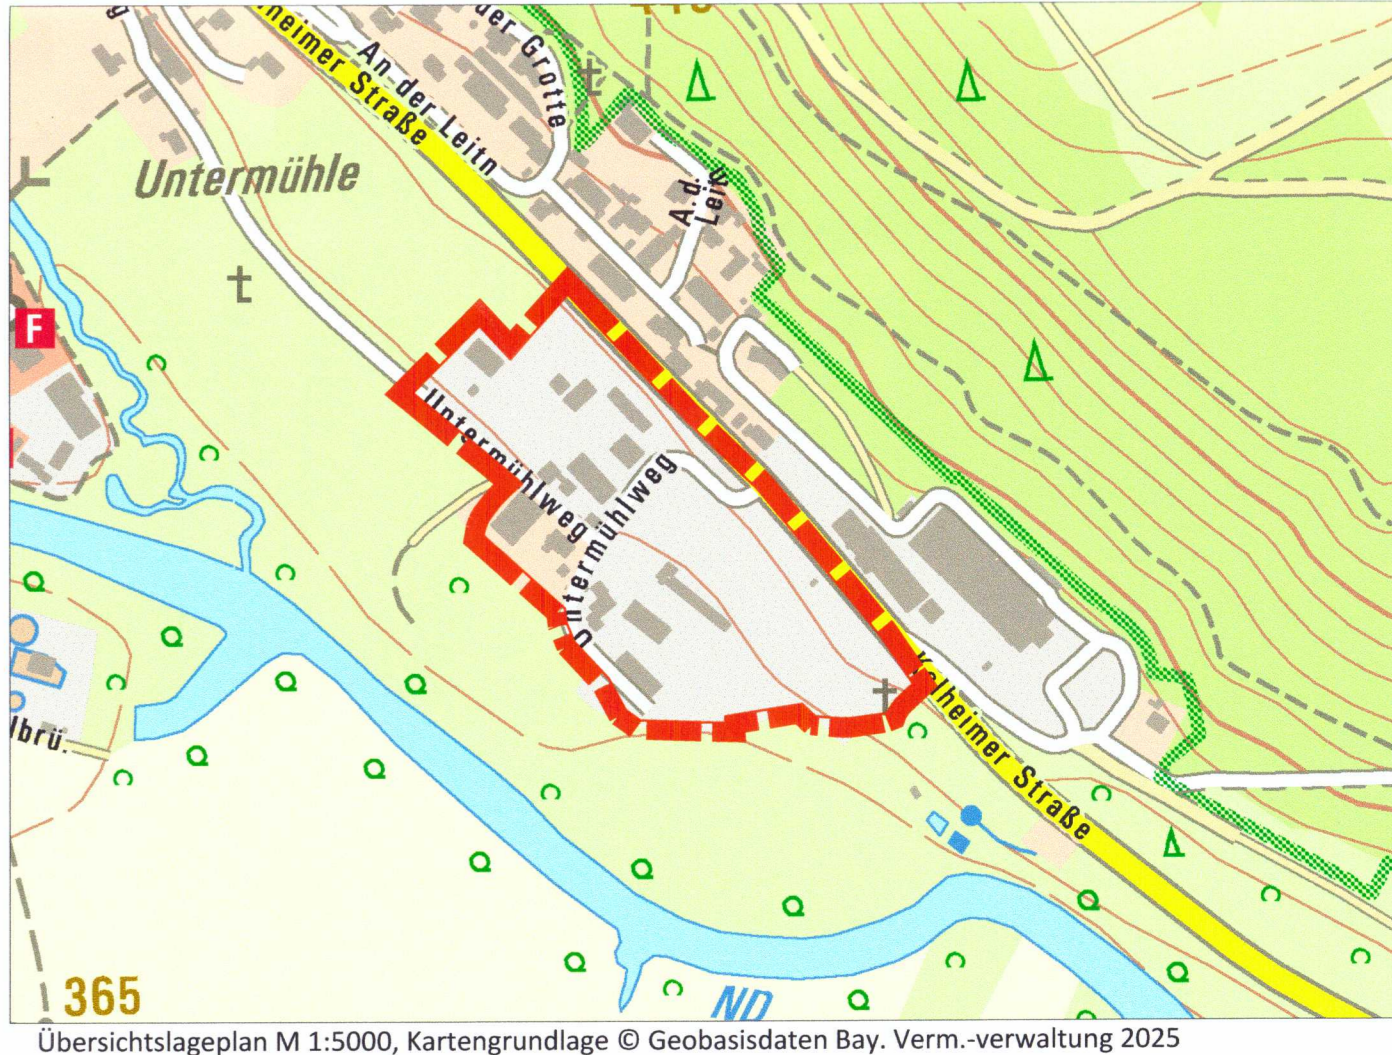 der Grotte
An der Leitn
heimer Straße
A. d.
Leitn
Untermühle
F
Untermühlweg
Untermühlweg
Kelheimer Straße
lbrü.
365
ND
Übersichtslageplan M 1:5000, Kartengrundlage © Geobasisdaten Bay. Verm.-verwaltung 2025